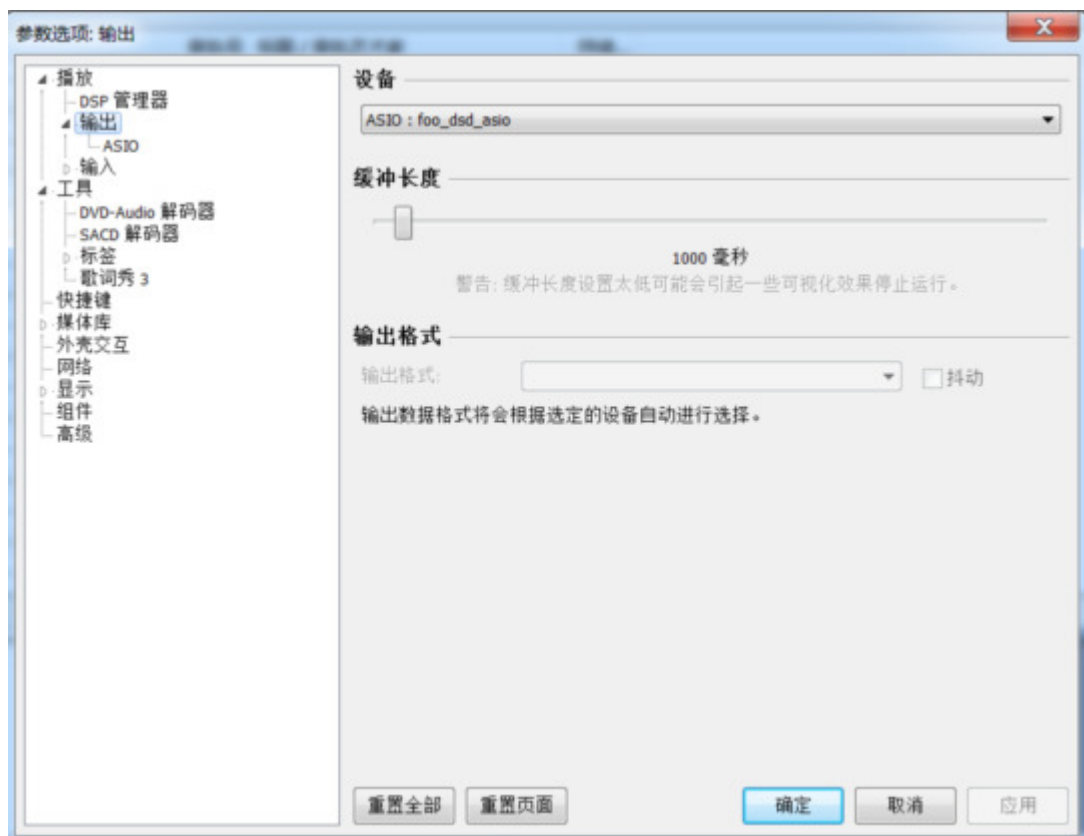 参数选项: 输出
播放
DSP 管理器
输出
ASIO
输入
工具
DVD-Audio 解码器
SACD 解码器
标签
歌词秀 3
快捷键
媒体库
外壳交互
网络
显示
组件
高级
设备
ASIO : foo_dsd_asio
缓冲长度
1000 毫秒
警告: 缓冲长度设置太低可能会引起一些可视化效果停止运行。
输出格式
输出格式:
抖动
输出数据格式将会根据选定的设备自动进行选择。
重置全部
重置页面
确定
取消
应用